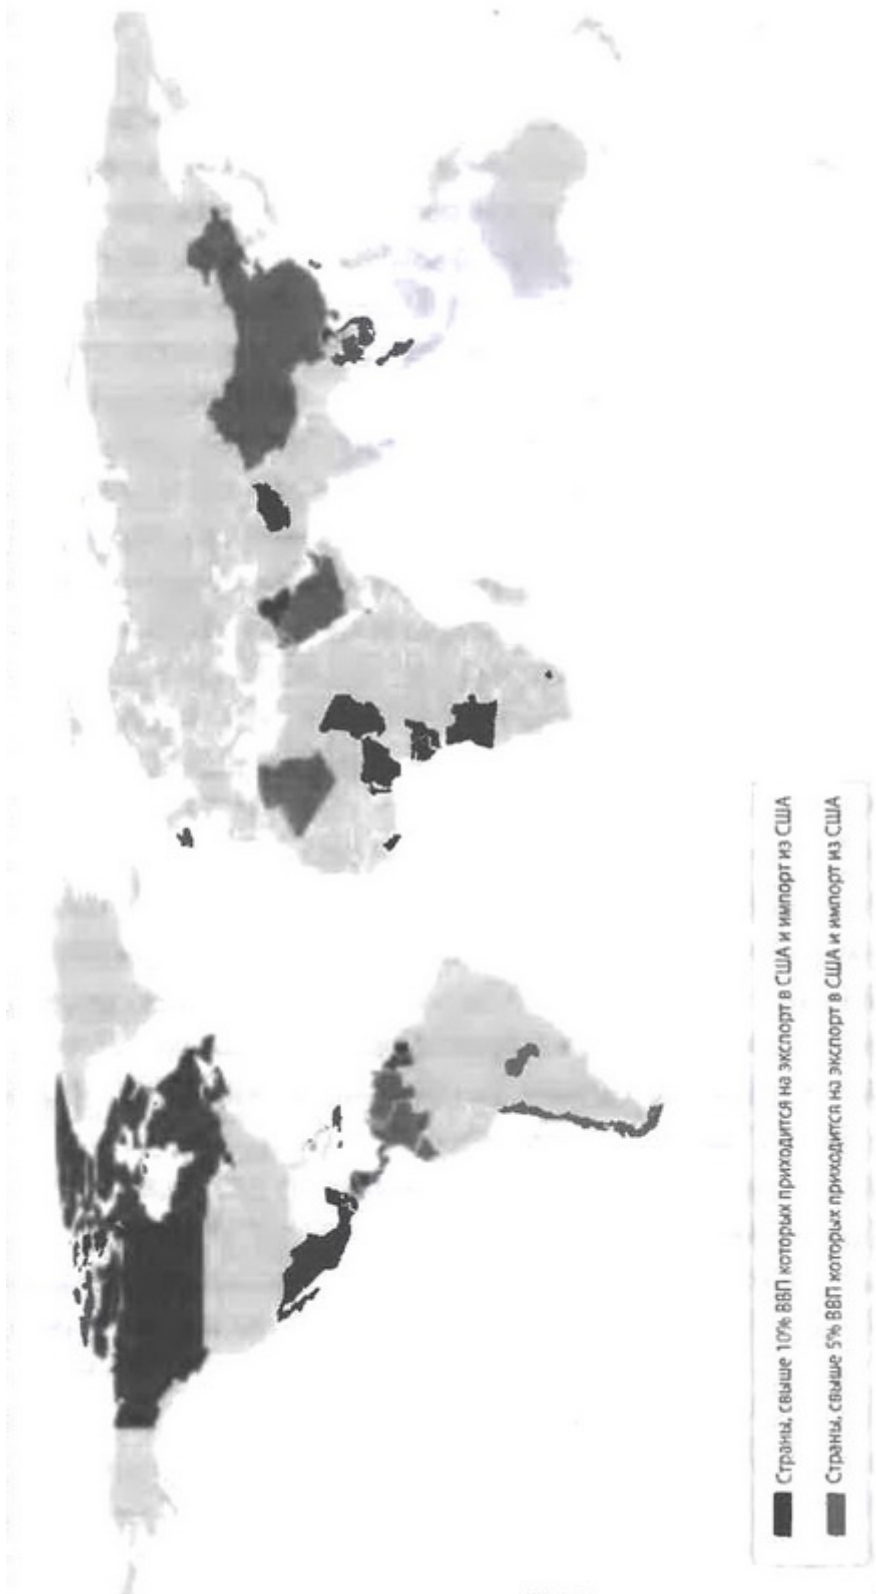 Страны, свыше 10% ВВП которых приходится на экспорт в США и импорт из США
Страны, свыше 5% ВВП которых приходится на экспорт в США и импорт из США